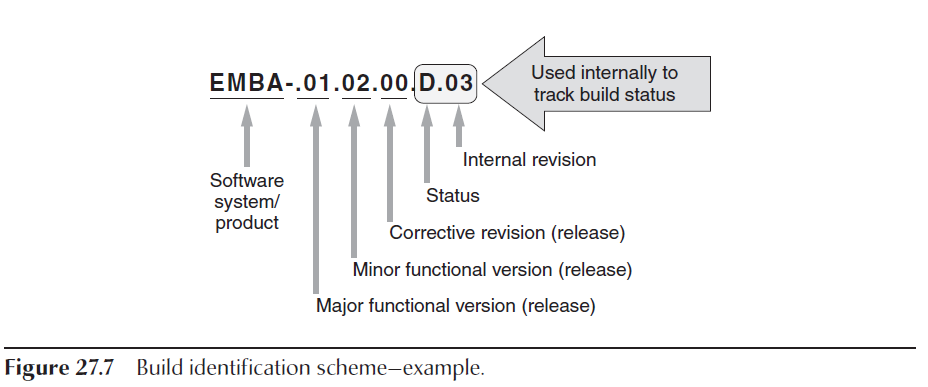 EMBA-.01.02.00.D.03
Used internally to
track build status
Internal revision
Software
system/
product
Status
Corrective revision (release)
Minor functional version (release)
Major functional version (release)
Figure 27.7 Build identification scheme—example.